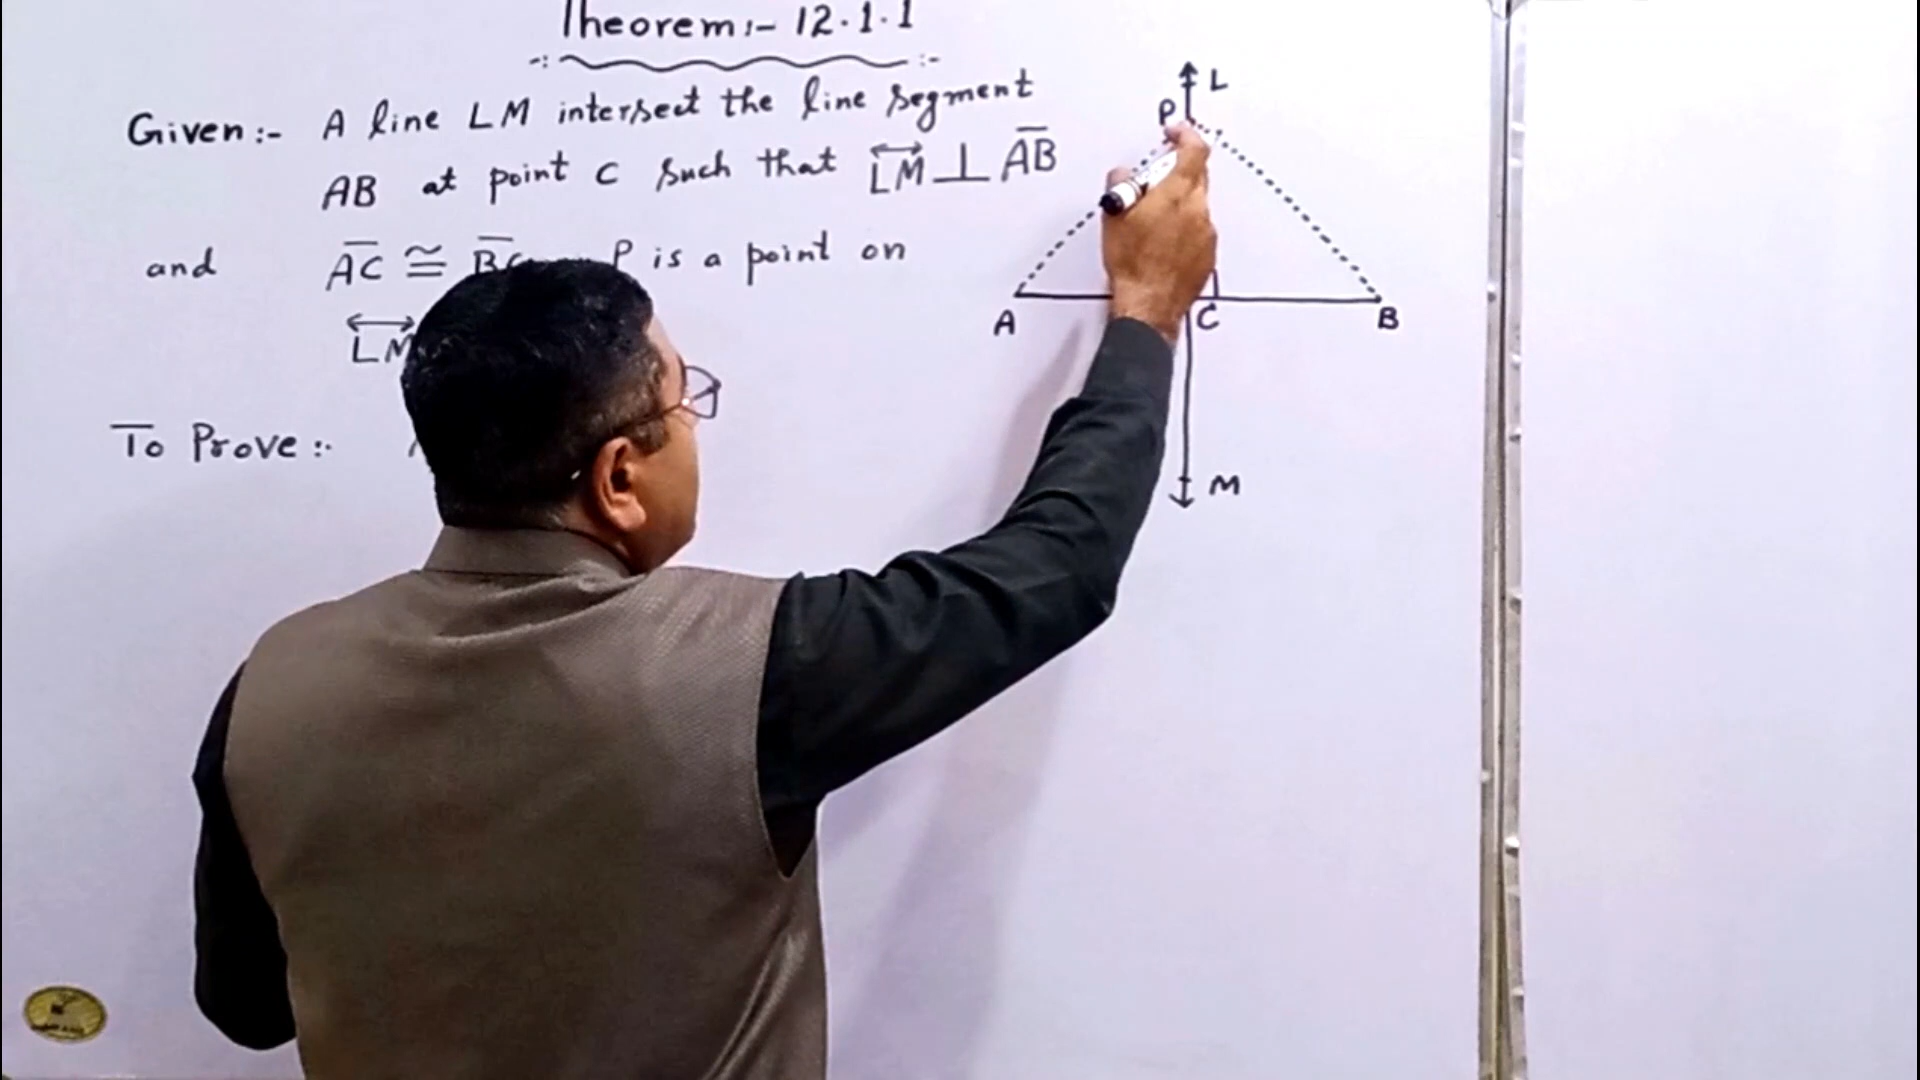 Theorem:- 12.1.1
Given:- A line LM intersect the line segment
AB at point C such that LM ⊥ AB
and AC ≅ P is a point on
LM
To Prove:-
L
P
A
C
B
M